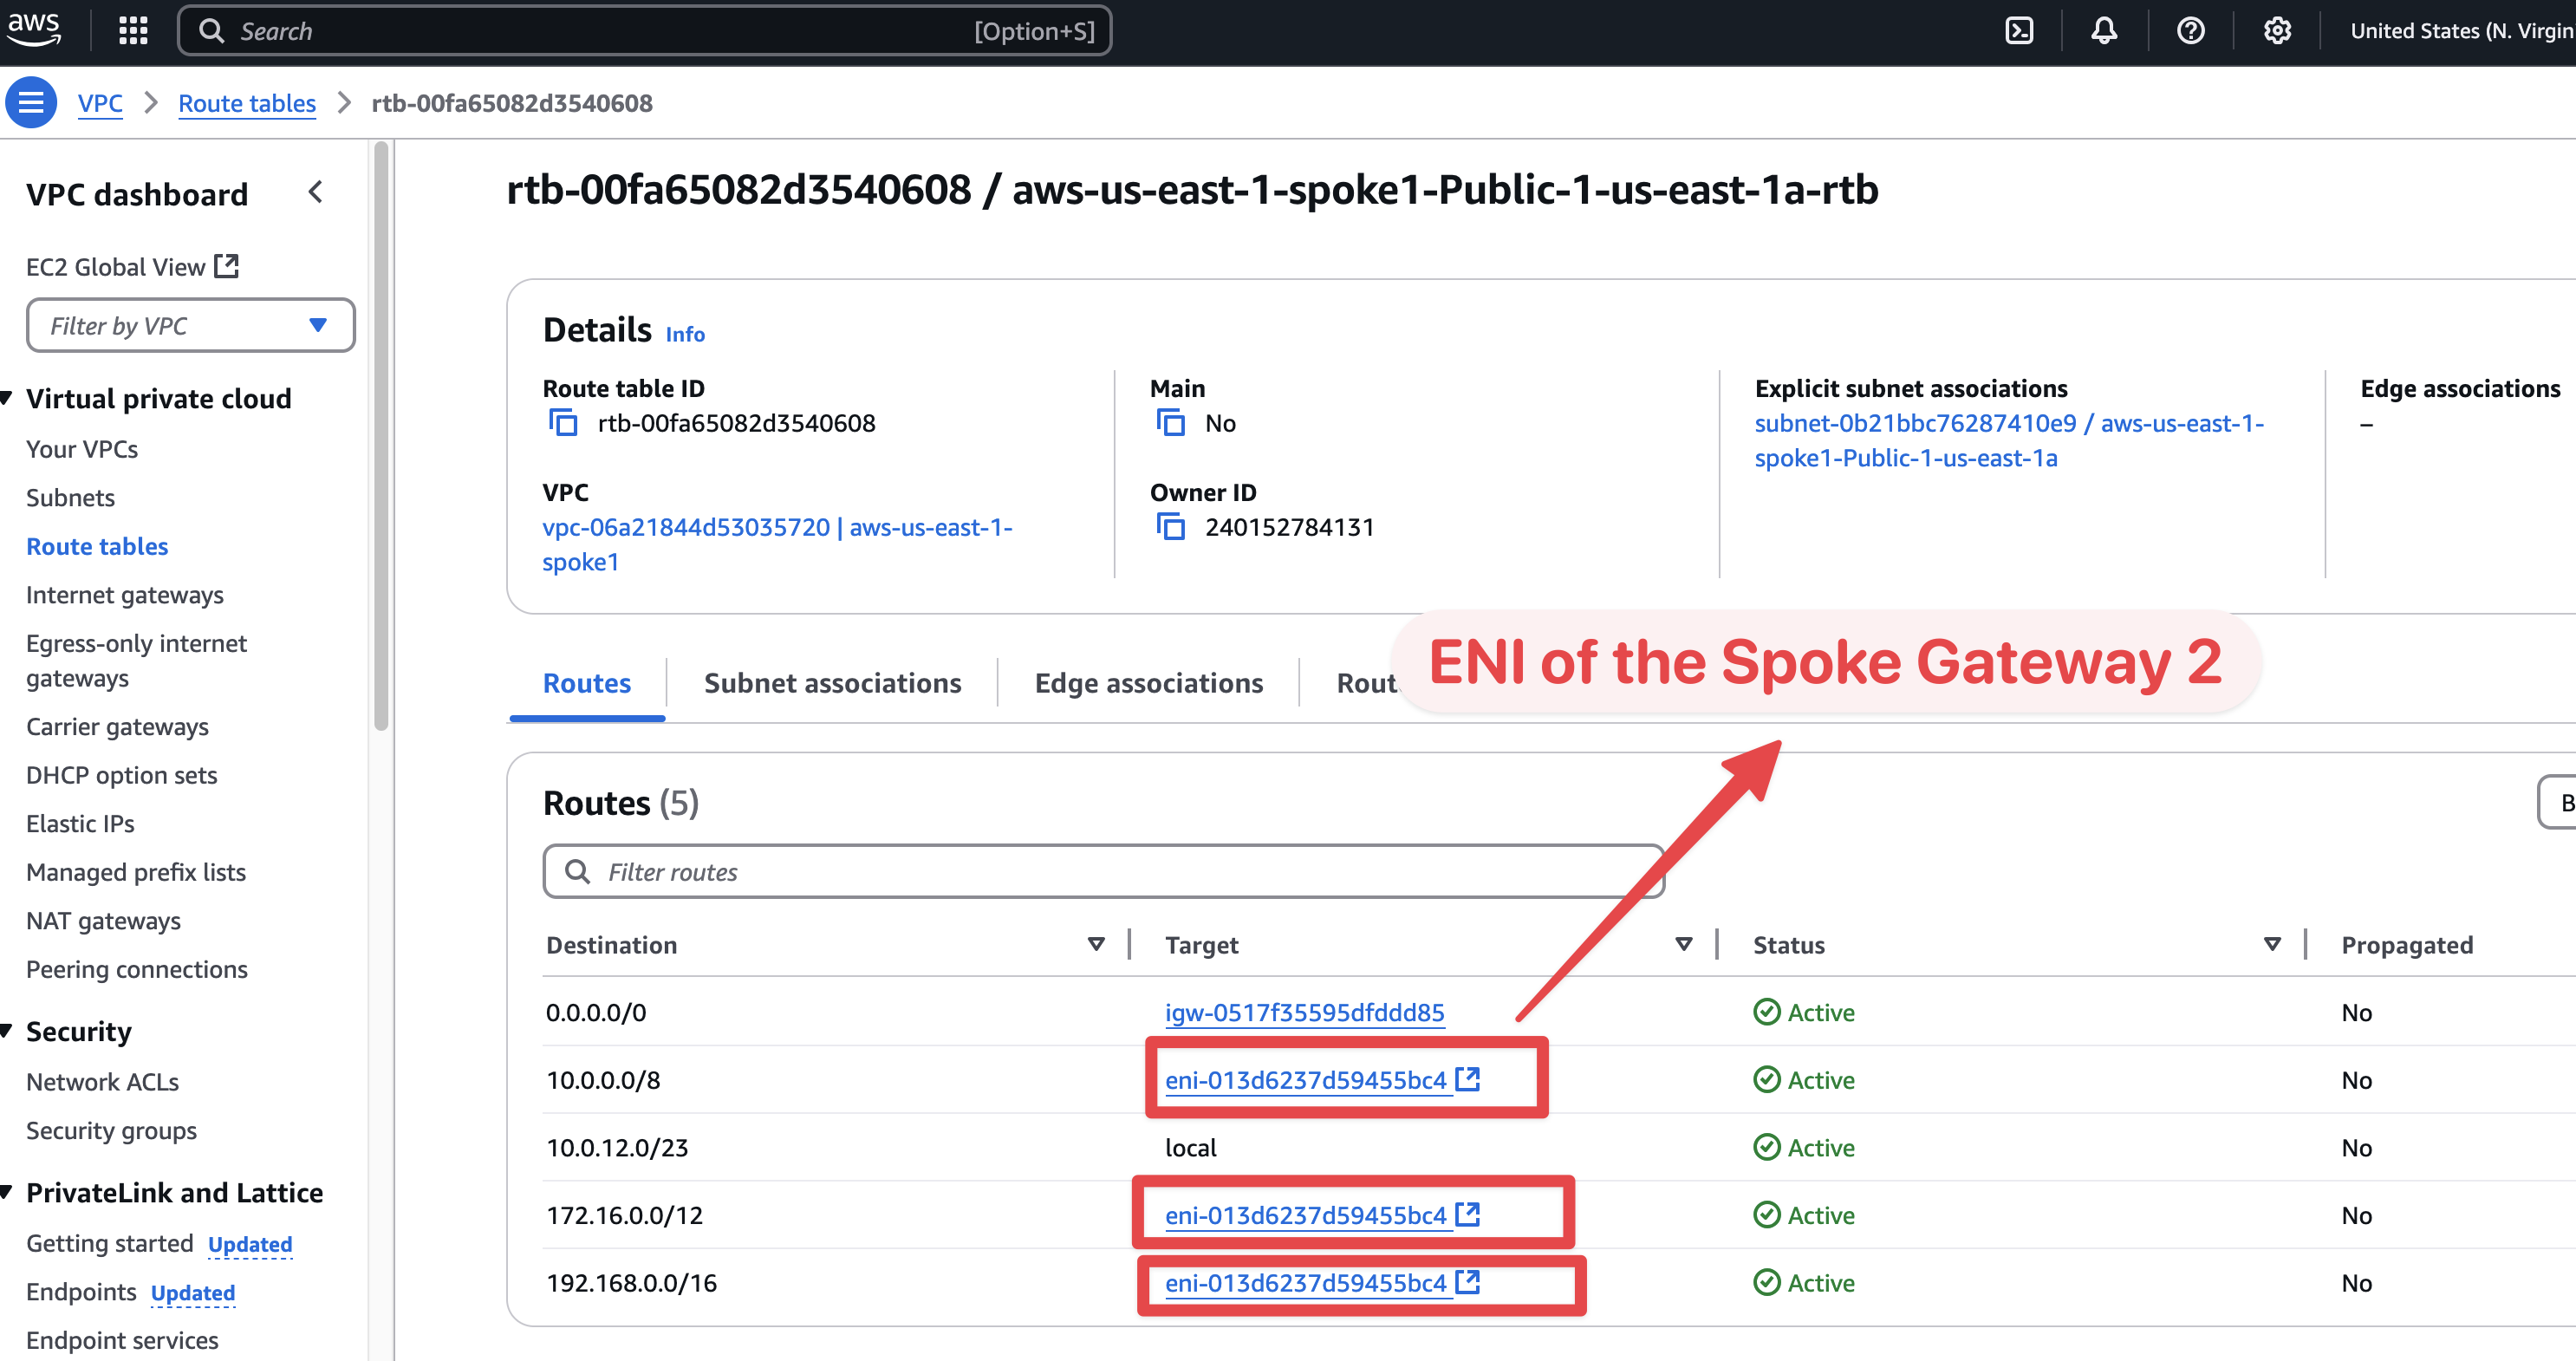 aws
Search [Option+S]
United States (N. Virgin
VPC > Route tables > rtb-00fa65082d3540608
VPC dashboard
EC2 Global View
Filter by VPC
Virtual private cloud
Your VPCs
Subnets
Route tables
Internet gateways
Egress-only internet
gateways
Carrier gateways
DHCP option sets
Elastic IPs
Managed prefix lists
NAT gateways
Peering connections
Security
Network ACLs
Security groups
PrivateLink and Lattice
Getting started Updated
Endpoints Updated
Endpoint services
rtb-00fa65082d3540608 / aws-us-east-1-spoke1-Public-1-us-east-1a-rtb
Details Info
Route table ID
rtb-00fa65082d3540608
Main
No
Explicit subnet associations
subnet-0b21bbc76287410e9 / aws-us-east-1-
spoke1-Public-1-us-east-1a
Edge associations
–
VPC
vpc-06a21844d53035720 | aws-us-east-1-
spoke1
Owner ID
240152784131
ENI of the Spoke Gateway 2
Routes Subnet associations Edge associations Rout
Routes (5)
B
Filter routes
Destination Target Status Propagated
0.0.0.0/0 igw-0517f35595dfddd85 Active No
10.0.0.0/8 eni-013d6237d59455bc4 Active No
10.0.12.0/23 local Active No
172.16.0.0/12 eni-013d6237d59455bc4 Active No
192.168.0.0/16 eni-013d6237d59455bc4 Active No